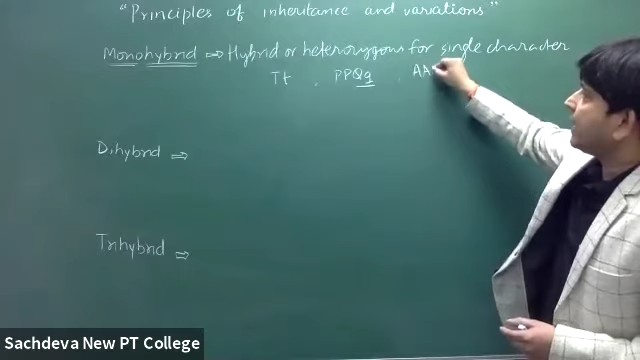 "Principles of inheritance and variations"
Monohybrid ⇒ Hybrid or heterozygous for single character
Tt , PPQq , AA
Dihybrid ⇒
Trihybrid ⇒
Sachdeva New PT College